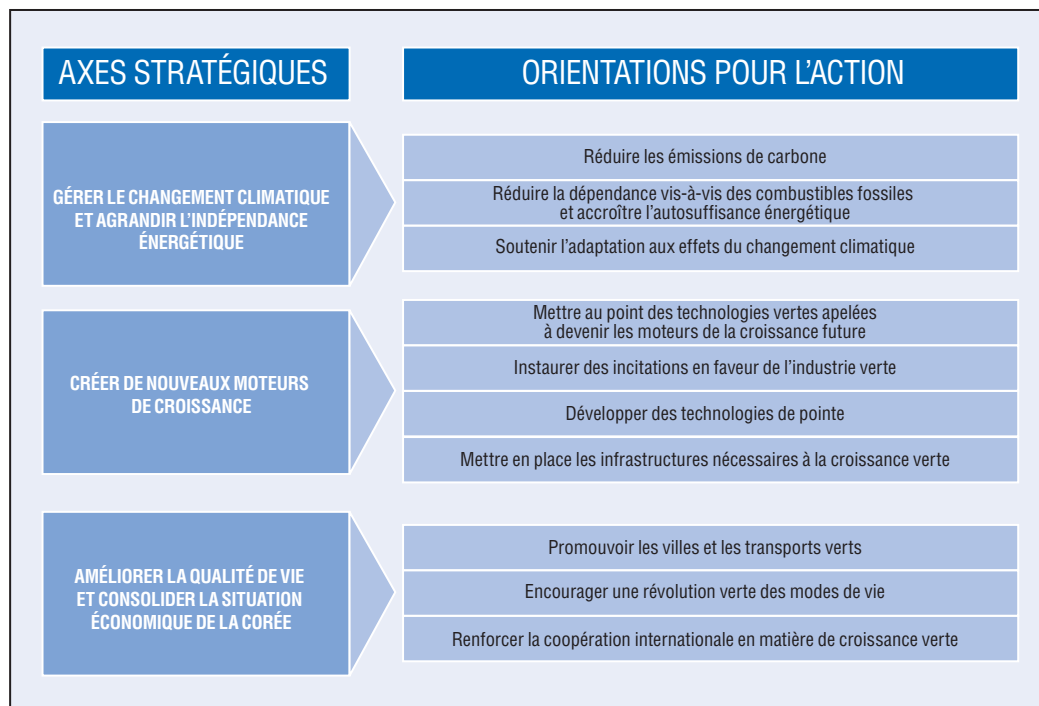 AXES STRATÉGIQUES
ORIENTATIONS POUR L'ACTION
GÉRER LE CHANGEMENT CLIMATIQUE
ET AGRANDIR L'INDÉPENDANCE
ÉNERGÉTIQUE
Réduire les émissions de carbone
Réduire la dépendance vis-à-vis des combustibles fossiles
et accroître l'autosuffisance énergétique
Soutenir l'adaptation aux effets du changement climatique
CRÉER DE NOUVEAUX MOTEURS
DE CROISSANCE
Mettre au point des technologies vertes apelées
à devenir les moteurs de la croissance future
Instaurer des incitations en faveur de l'industrie verte
Développer des technologies de pointe
Mettre en place les infrastructures nécessaires à la croissance verte
AMÉLIORER LA QUALITÉ DE VIE
ET CONSOLIDER LA SITUATION
ÉCONOMIQUE DE LA CORÉE
Promouvoir les villes et les transports verts
Encourager une révolution verte des modes de vie
Renforcer la coopération internationale en matière de croissance verte